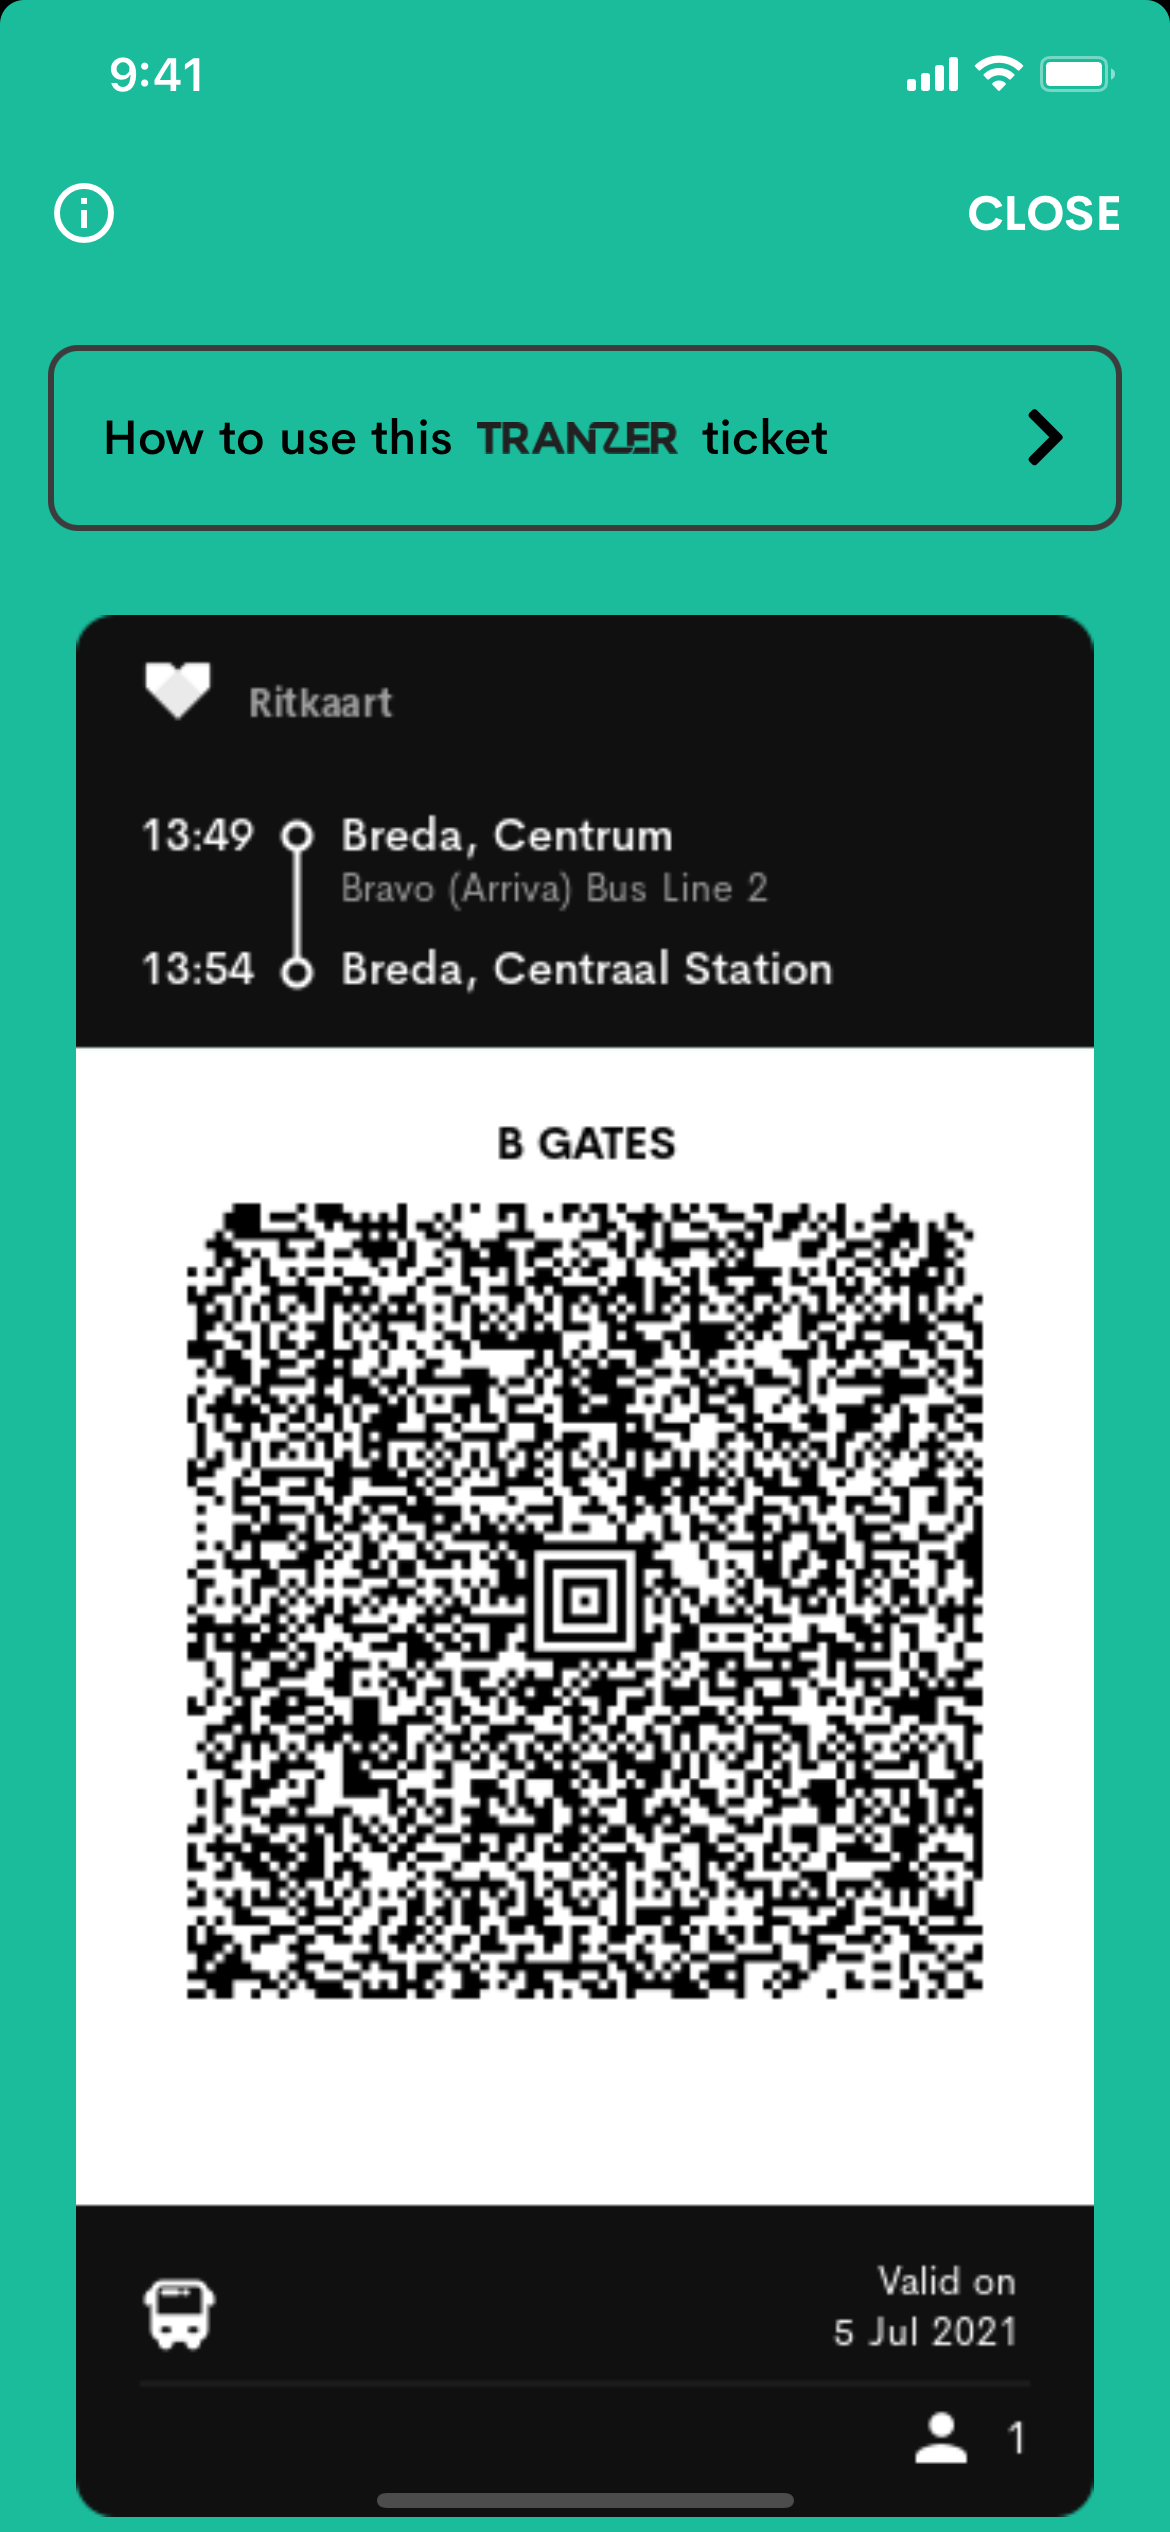 9:41
CLOSE
How to use this TRANZER ticket
Ritkaart
13:49 Breda, Centrum
Bravo (Arriva) Bus Line 2
13:54 Breda, Centraal Station
B GATES
Valid on
5 Jul 2021
1